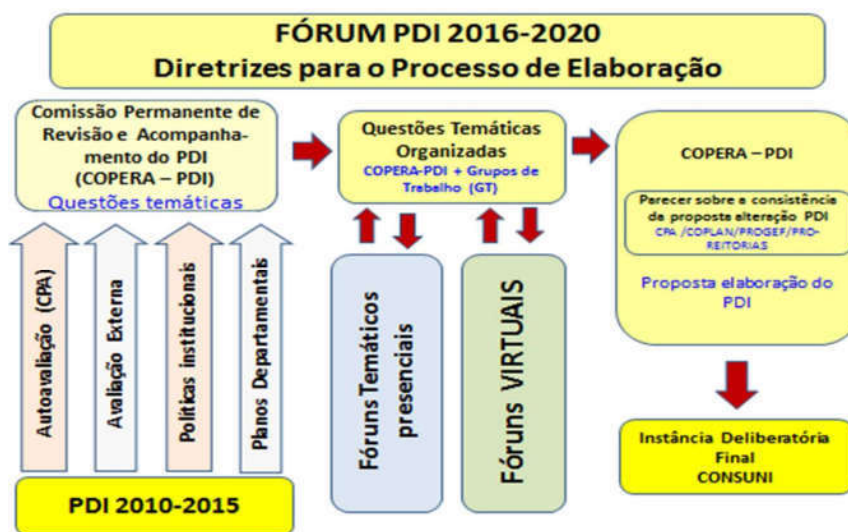 FÓRUM PDI 2016-2020
Diretrizes para o Processo de Elaboração
Comissão Permanente de
Revisão e Acompanha-
mento do PDI
(COPERA – PDI)
Questões temáticas
Autoavaliação (CPA)
Avaliação Externa
Políticas institucionais
Planos Departamentais
PDI 2010-2015
Questões Temáticas
Organizadas
COPERA-PDI + Grupos de
Trabalho (GT)
Fóruns Temáticos
presenciais
Fóruns VIRTUAIS
COPERA – PDI
Parecer sobre a consistência
da proposta alteração PDI
CPA /COPLAN/PROGEF/PRO-
REITORIAS
Proposta elaboração do
PDI
Instância Deliberatória
Final
CONSUNI